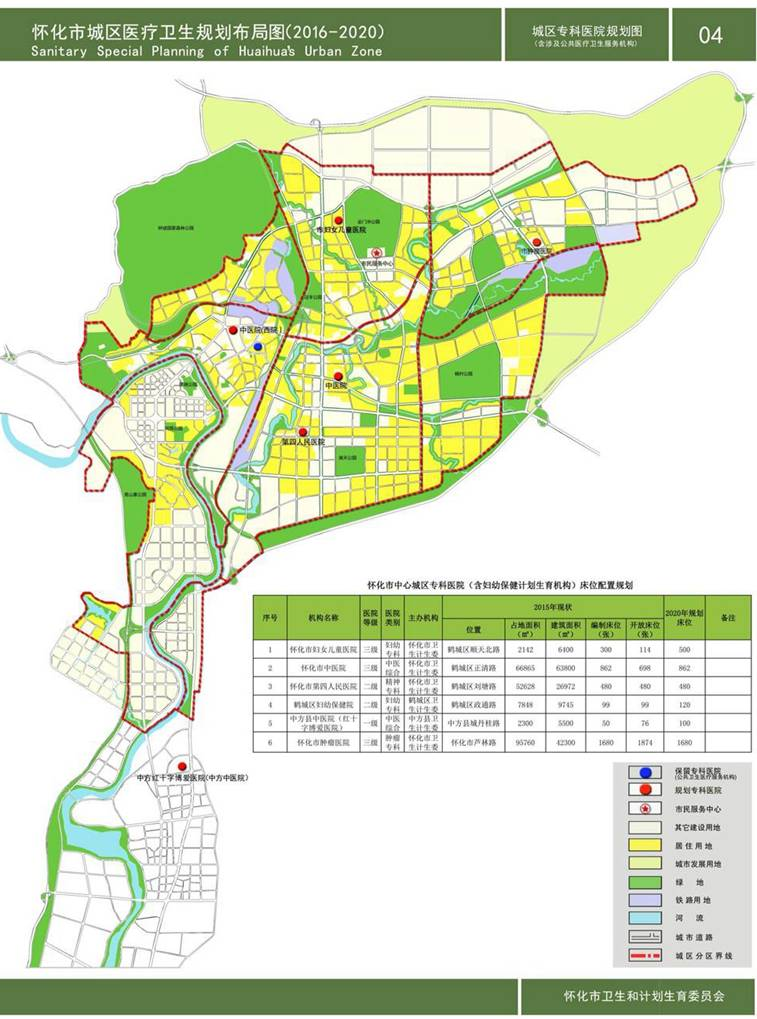 怀化市城区医疗卫生规划布局图(2016-2020)
Sanitary Special Planning of Huaihua's Urban Zone
城区专科医院规划图
(含涉及公共医疗卫生服务机构)
04
钟坡国家森林公园
市妇女儿童医院
市民服务中心
市肿瘤医院
中医院(西院)
中医院
第四人民医院
中方红十字博爱医院(中方中医院)
怀化市中心城区专科医院(含妇幼保健计划生育机构)床位配置规划
序号 机构名称 医院等级 医院类别 主办机构 2015年现状 2020年规划床位 备注
位置 占地面积(㎡) 建筑面积(㎡) 编制床位(张) 开放床位(张)
1 怀化市妇女儿童医院 三级 妇幼专科 怀化市卫生计生委 鹤城区顺天北路 2142 6400 300 114 500
2 怀化市中医院 三级 中医综合 怀化市卫生计生委 鹤城区正清路 66865 63800 862 698 862
3 怀化市第四人民医院 二级 精神专科 怀化市卫生计生委 鹤城区刘塘路 52628 26972 480 480 480
4 鹤城区妇幼保健院 二级 妇幼专科 鹤城区卫生计生委 鹤城区政通路 7848 9745 99 99 120
5 中方县中医院(红十字博爱医院) 一级 中医综合 中方县卫生计生委 中方县城丹桂路 2300 5500 50 76 100
6 怀化市肿瘤医院 三级 肿瘤专科 怀化市卫生计生委 怀化市芦林路 95760 42300 1680 1874 1680
保留专科医院
(公共卫生医疗服务机构)
规划专科医院
市民服务中心
其它建设用地
居住用地
城市发展用地
绿 地
铁路用地
河 流
城市道路
城区分区界线
怀化市卫生和计划生育委员会